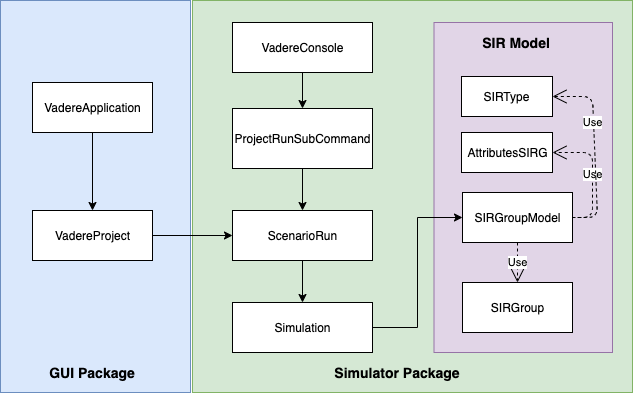 VadereConsole
SIR Model
SIRType
VadereApplication
Use
ProjectRunSubCommand
AttributesSIRG
Use
SIRGroupModel
VadereProject
ScenarioRun
Use
SIRGroup
Simulation
GUI Package
Simulator Package